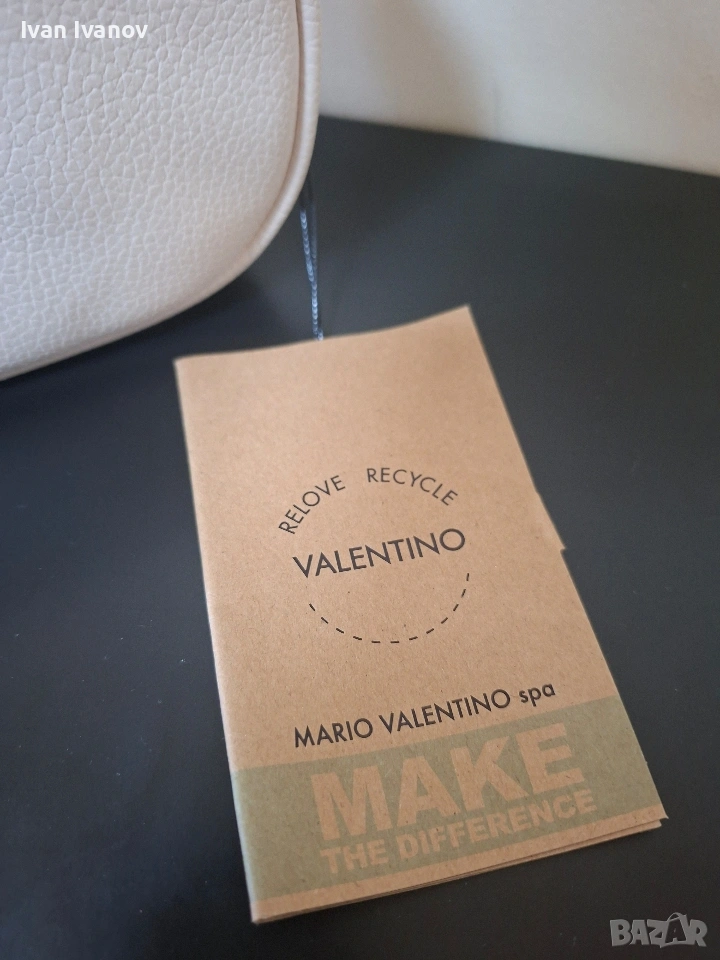 Ivan Ivanov
RELOVE RECYCLE
VALENTINO
MARIO VALENTINO spa
MAKE
THE DIFFERENCE
BAZAR